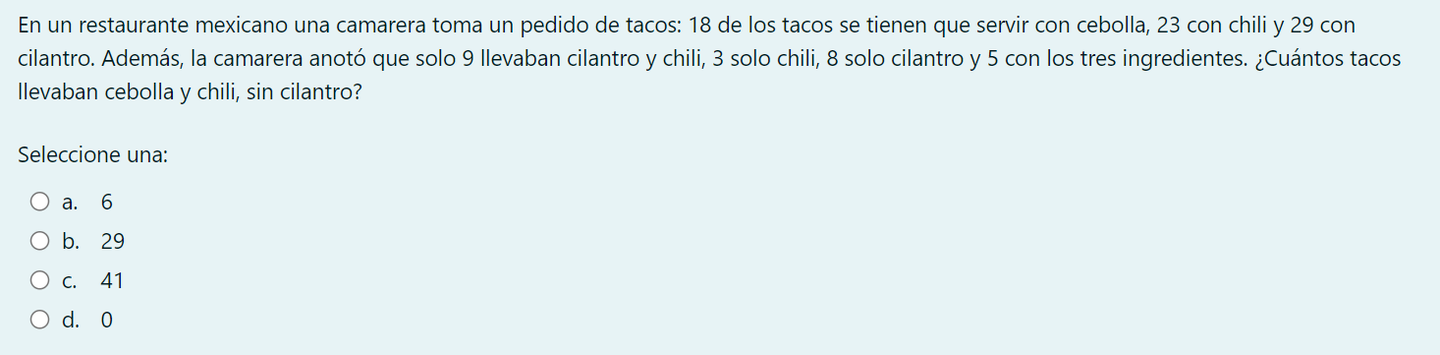 En un restaurante mexicano una camarera toma un pedido de tacos: 18 de los tacos se tienen que servir con cebolla, 23 con chili y 29 con
cilantro. Además, la camarera anotó que solo 9 llevaban cilantro y chili, 3 solo chili, 8 solo cilantro y 5 con los tres ingredientes. ¿Cuántos tacos
llevaban cebolla y chili, sin cilantro?
Seleccione una:
a. 6
b. 29
c. 41
d. 0